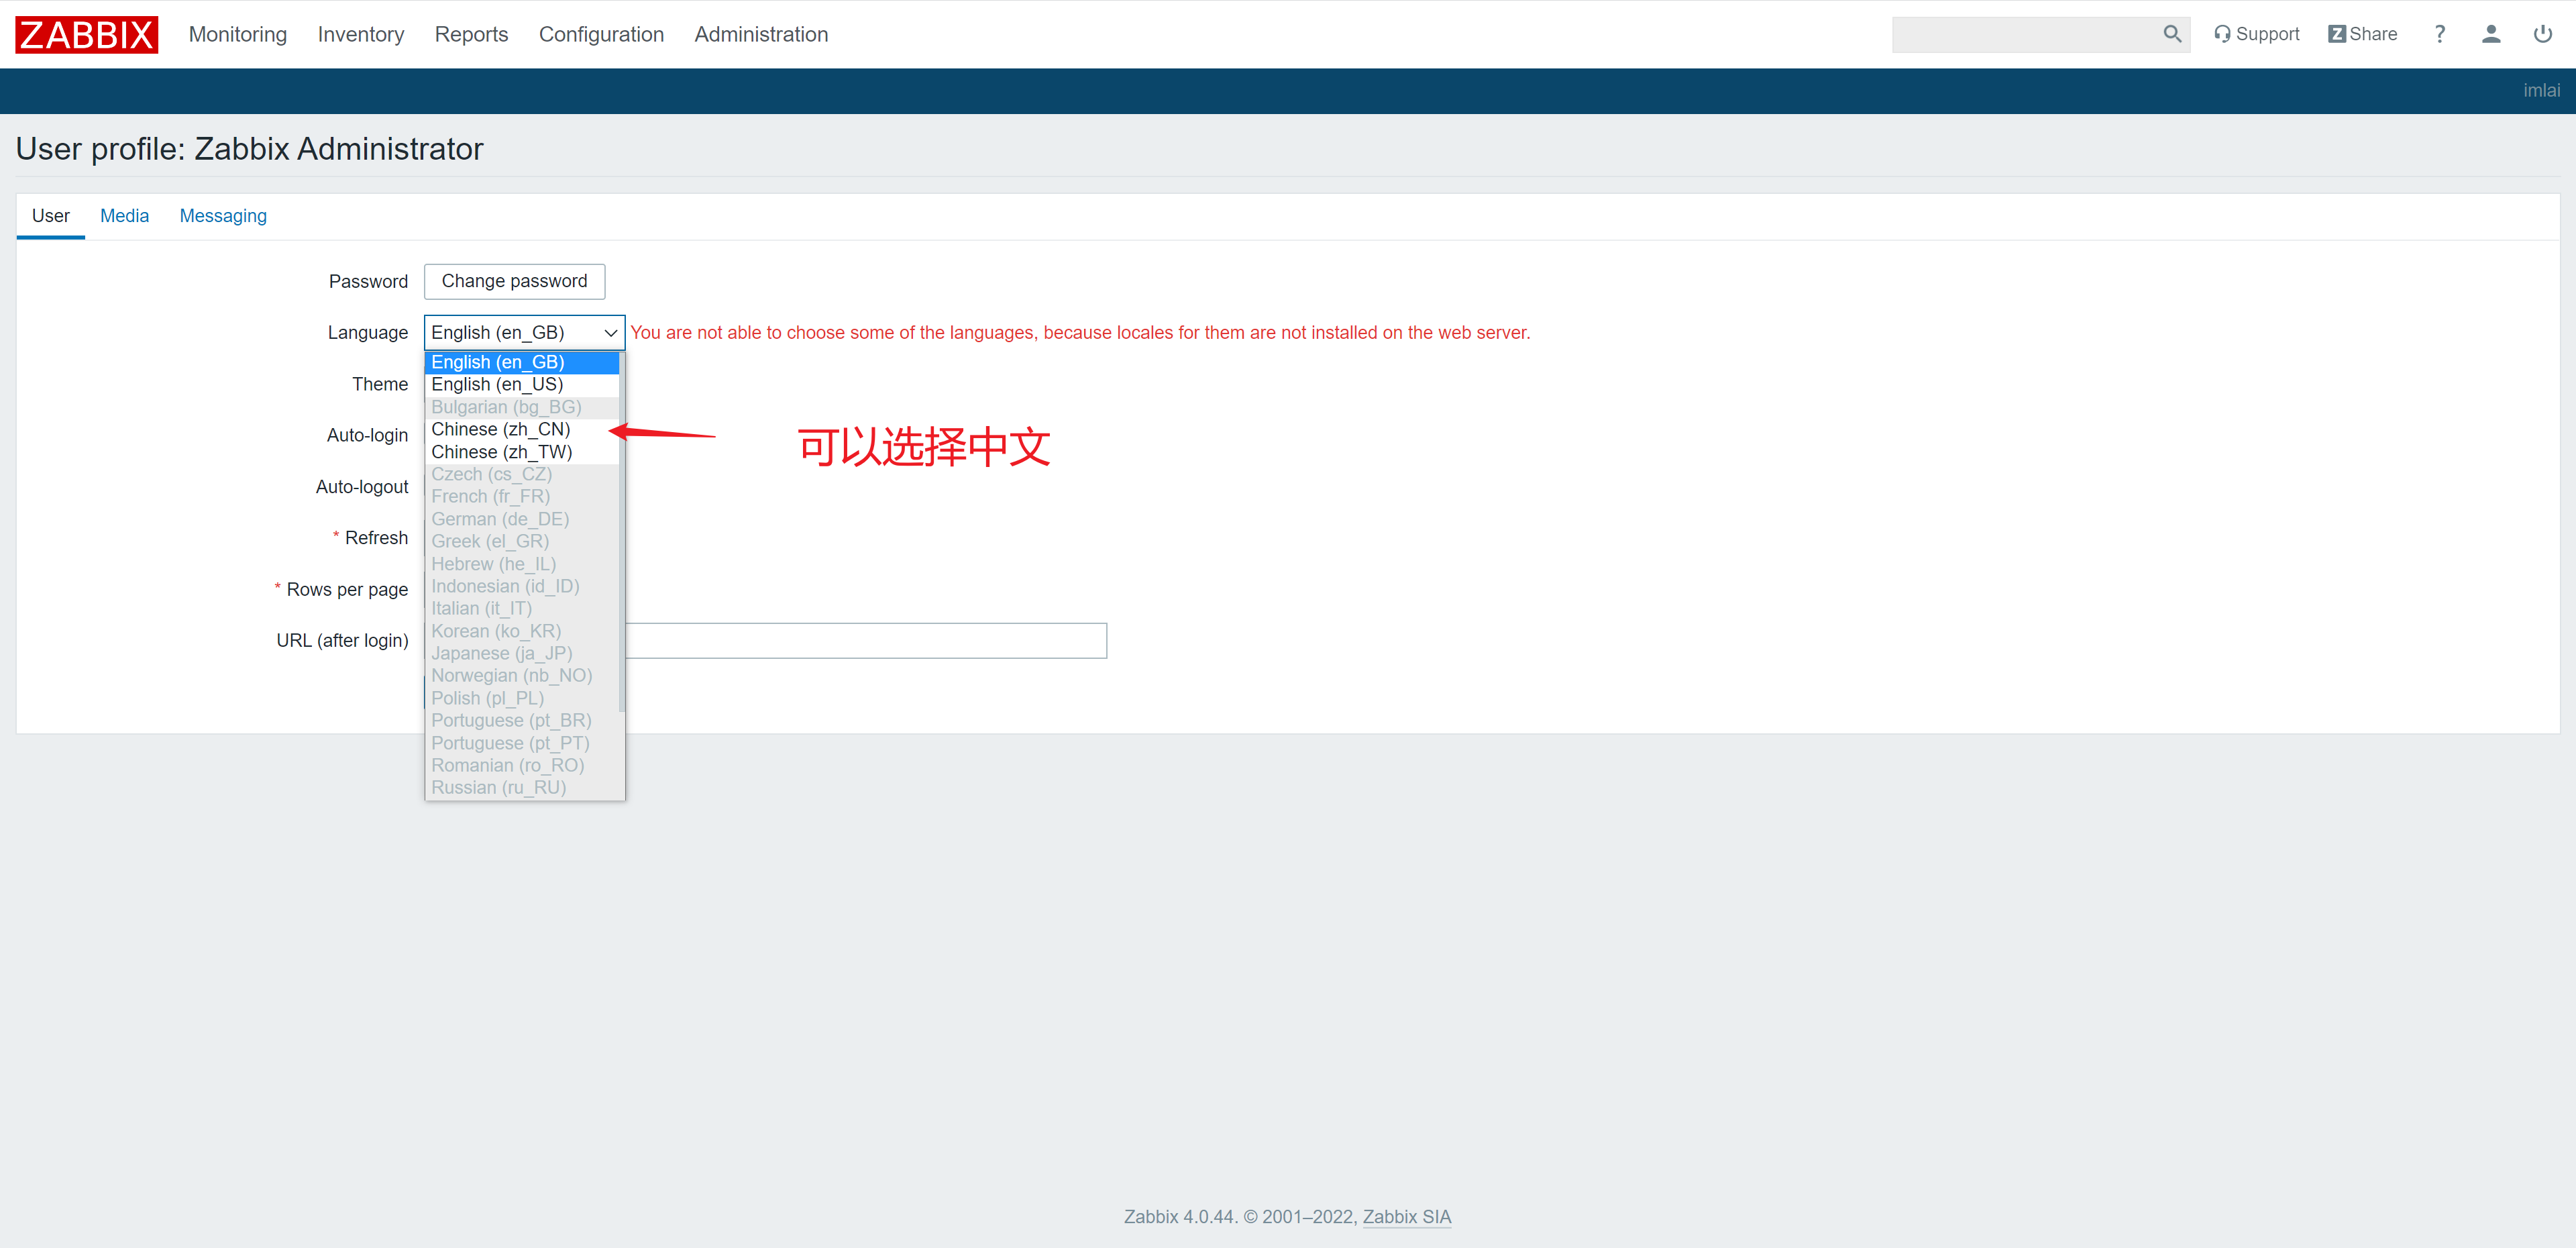 ZABBIX Monitoring Inventory Reports Configuration Administration Support Z Share ?
imlai
User profile: Zabbix Administrator
User Media Messaging
Password Change password
Language English (en_GB) You are not able to choose some of the languages, because locales for them are not installed on the web server.
English (en_GB)
Theme English (en_US)
Bulgarian (bg_BG)
Auto-login Chinese (zh_CN) 可以选择中文
Chinese (zh_TW)
Czech (cs_CZ)
Auto-logout French (fr_FR)
German (de_DE)
* Refresh Greek (el_GR)
Hebrew (he_IL)
* Rows per page Indonesian (id_ID)
Italian (it_IT)
Korean (ko_KR)
URL (after login) Japanese (ja_JP)
Norwegian (nb_NO)
Polish (pl_PL)
Portuguese (pt_BR)
Portuguese (pt_PT)
Romanian (ro_RO)
Russian (ru_RU)
Zabbix 4.0.44. © 2001–2022, Zabbix SIA